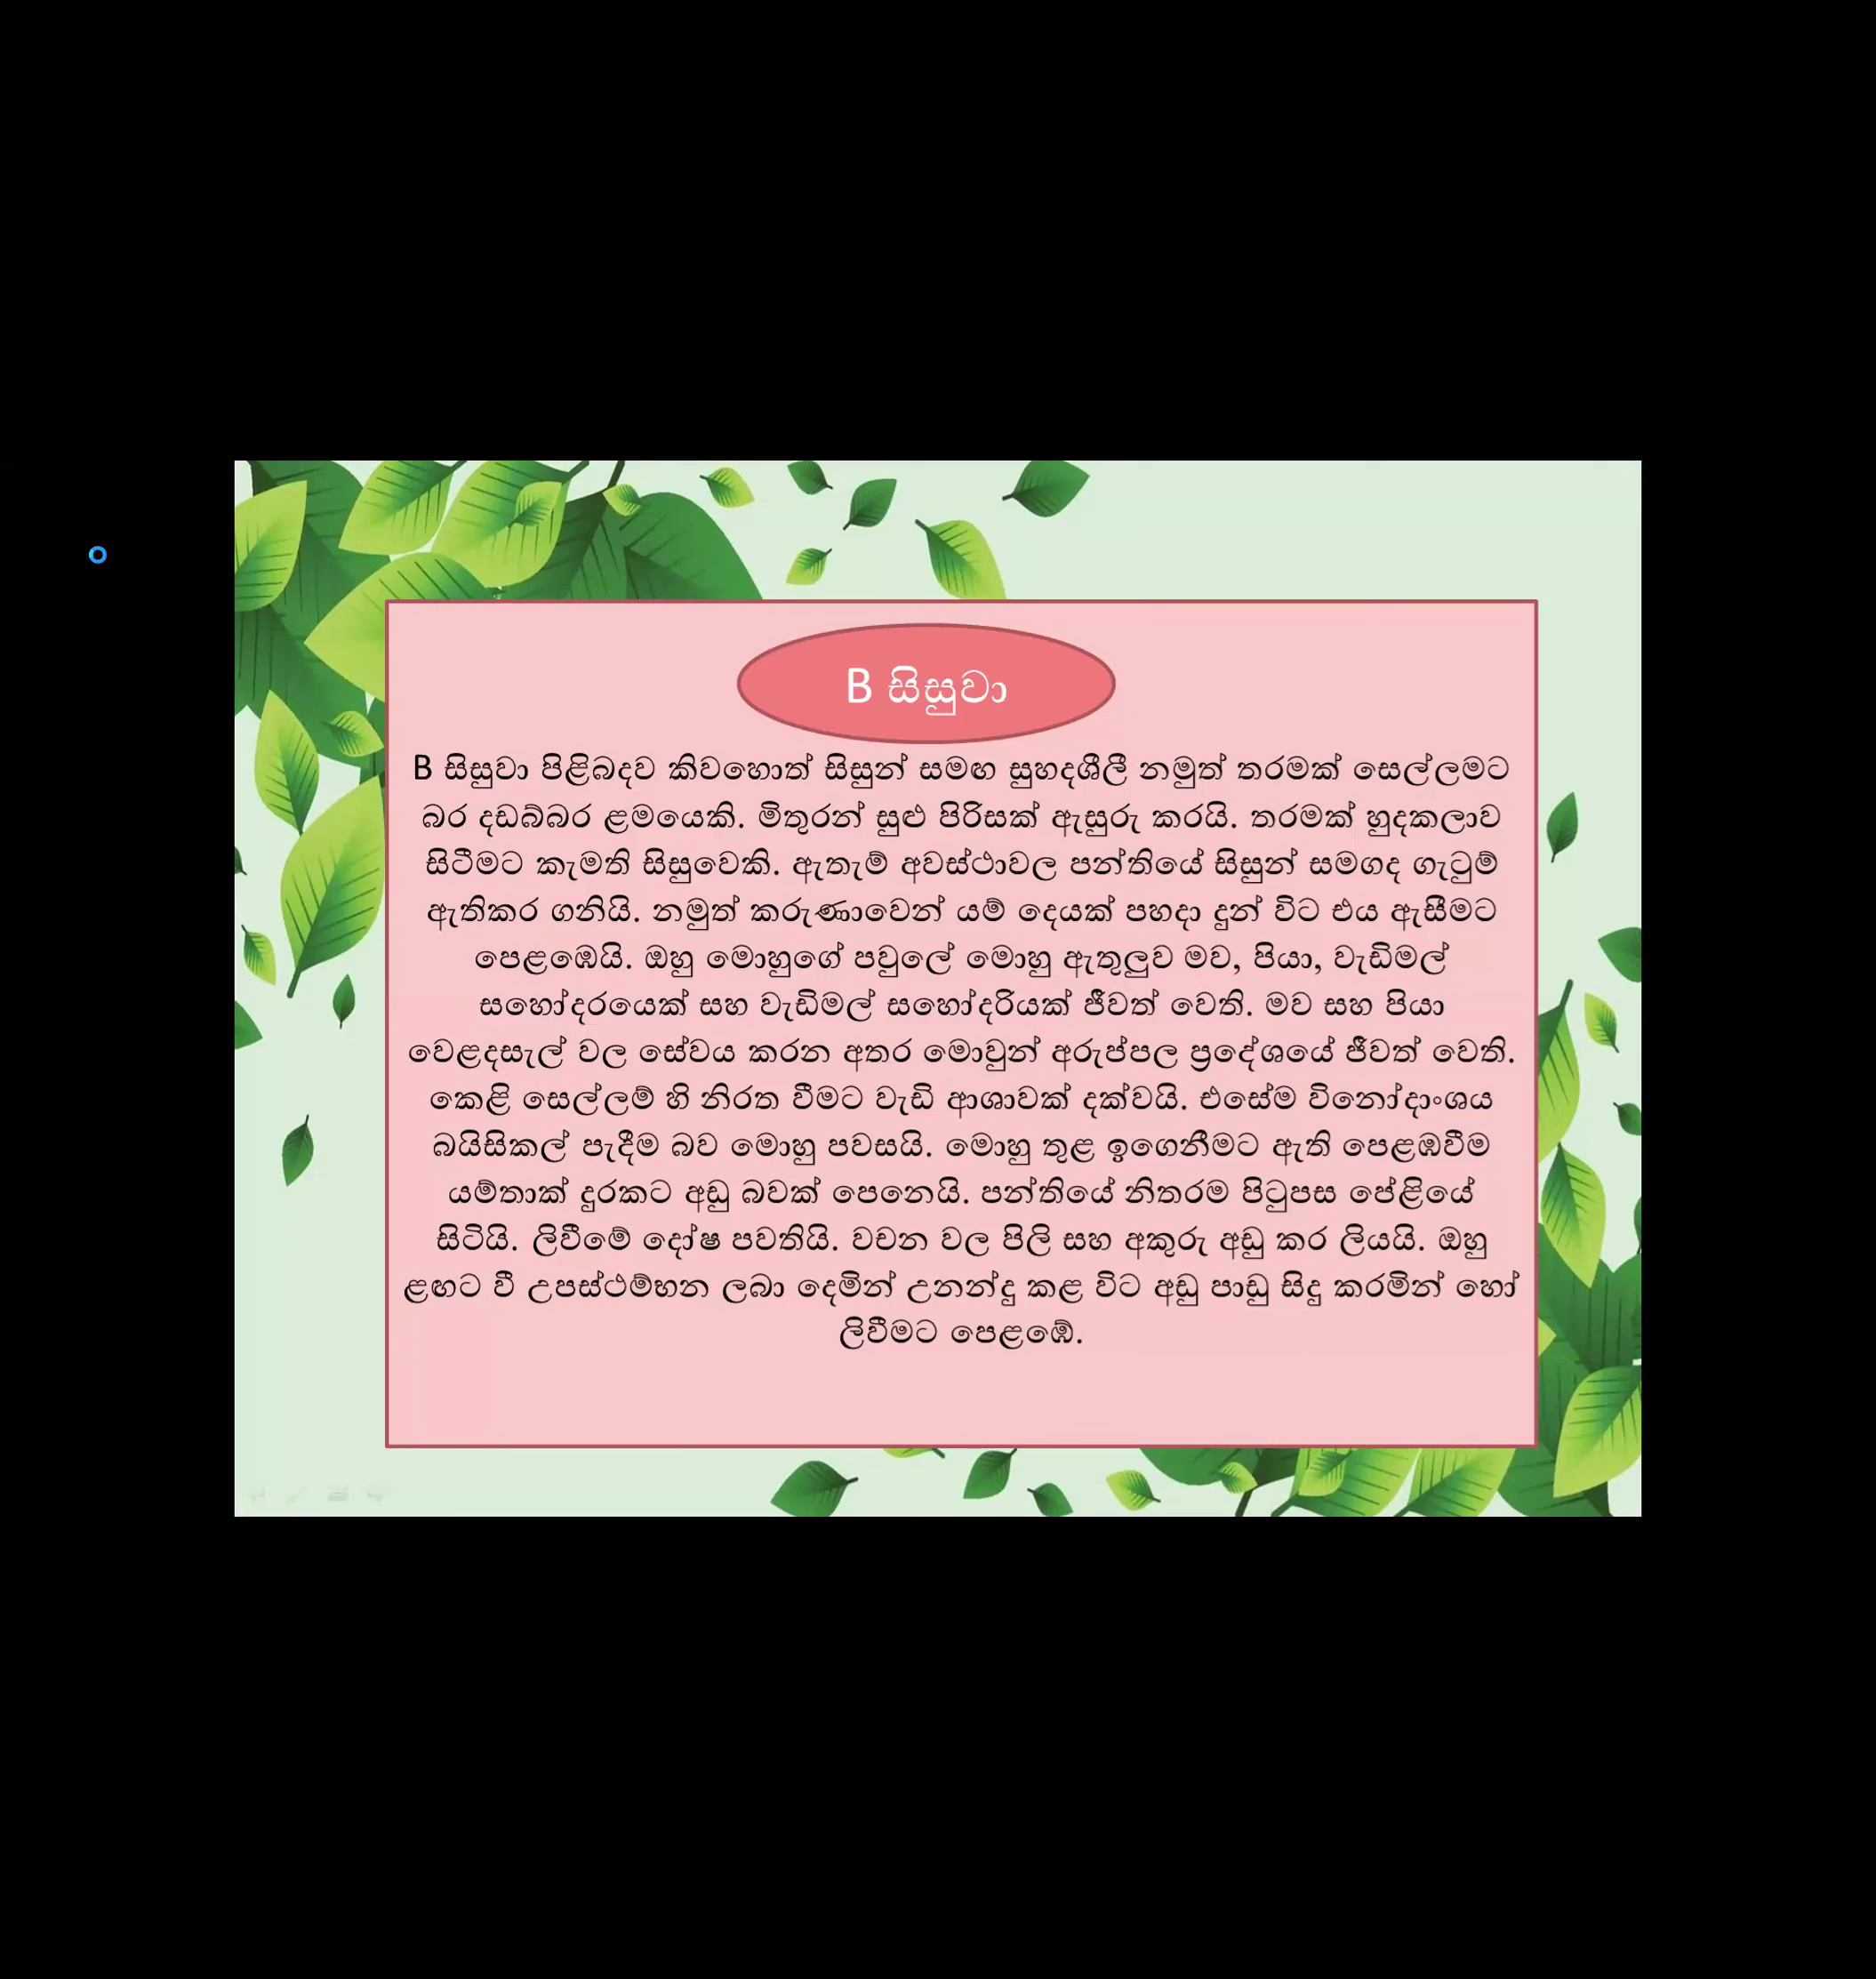 B සිසුවා
B සිසුවා පිළිබදව කිවහොත් සිසුන් සමඟ සුහදශීලී නමුත් තරමක් සෙල්ලමට
බර දඩබ්බර ළමයෙකි. මිතුරන් සුළු පිරිසක් ඇසුරු කරයි. තරමක් හුදකලාව
සිටීමට කැමති සිසුවෙකි. ඇතැම් අවස්ථාවල පන්තියේ සිසුන් සමගද ගැටුම්
ඇතිකර ගනියි. නමුත් කරුණාවෙන් යම් දෙයක් පහදා දුන් විට එය ඇසීමට
පෙළඹෙයි. ඔහු මොහුගේ පවුලේ මොහු ඇතුලුව මව, පියා, වැඩිමල්
සහෝදරයෙක් සහ වැඩිමල් සහෝදරියක් ජීවත් වෙති. මව සහ පියා
වෙළදසැල් වල සේවය කරන අතර මොවුන් අරුප්පල ප්‍රදේශයේ ජීවත් වෙති.
කෙළි සෙල්ලම් හි නිරත වීමට වැඩි ආශාවක් දක්වයි. එසේම විනෝදාංශය
බයිසිකල් පැදීම බව මොහු පවසයි. මොහු තුළ ඉගෙනීමට ඇති පෙළඹවීම
යම්තාක් දුරකට අඩු බවක් පෙනෙයි. පන්තියේ නිතරම පිටුපස පේළියේ
සිටියි. ලිවීමේ දෝෂ පවතියි. වචන වල පිලි සහ අකුරු අඩු කර ලියයි. ඔහු
ළඟට වී උපස්ථම්භන ලබා දෙමින් උනන්දු කළ විට අඩු පාඩු සිදු කරමින් හෝ
ලිවීමට පෙළඹේ.